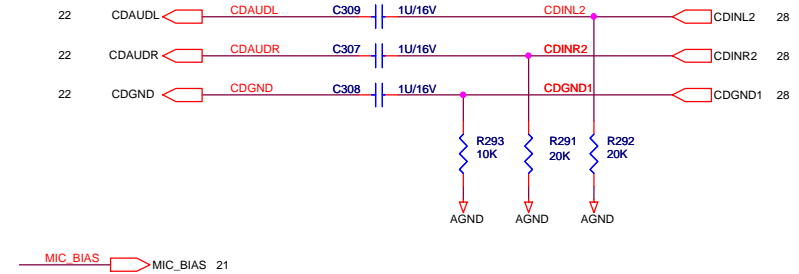 22 CDAUDL CDAUDL C309 1U/16V CDINL2 CDINL2 28
22 CDAUDR CDAUDR C307 1U/16V CDINR2 CDINR2 28
22 CDGND CDGND C308 1U/16V CDGND1 CDGND1 28
R293 R291 R292
10K 20K 20K
AGND AGND AGND
MIC_BIAS MIC_BIAS 21